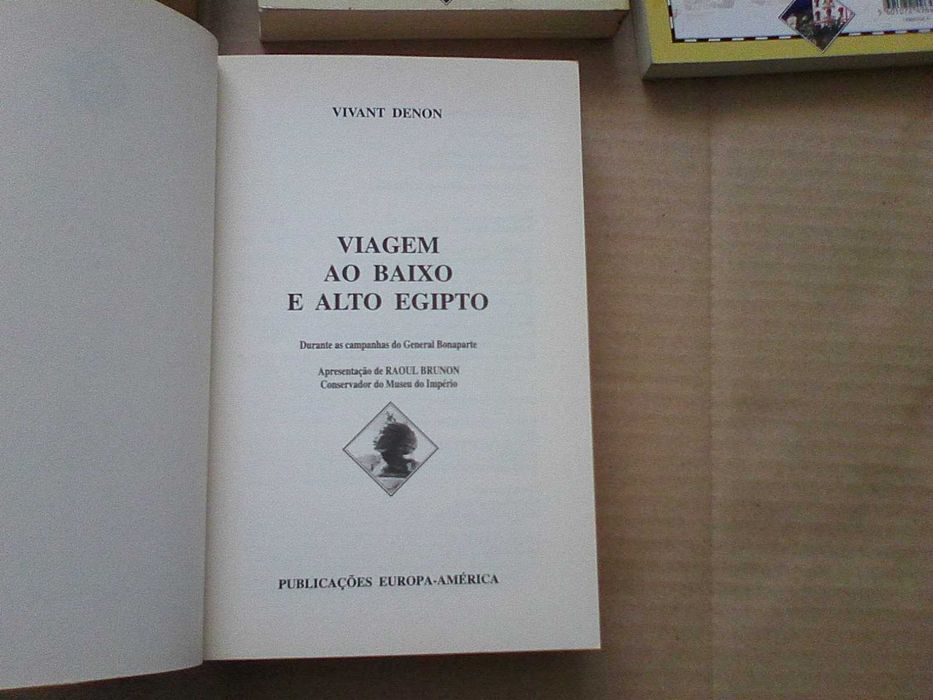 VIVANT DENON
VIAGEM
AO BAIXO
E ALTO EGIPTO
Durante as campanhas do General Bonaparte
Apresentação de RAOUL BRUNON
Conservador do Museu do Império
PUBLICAÇÕES EUROPA-AMÉRICA